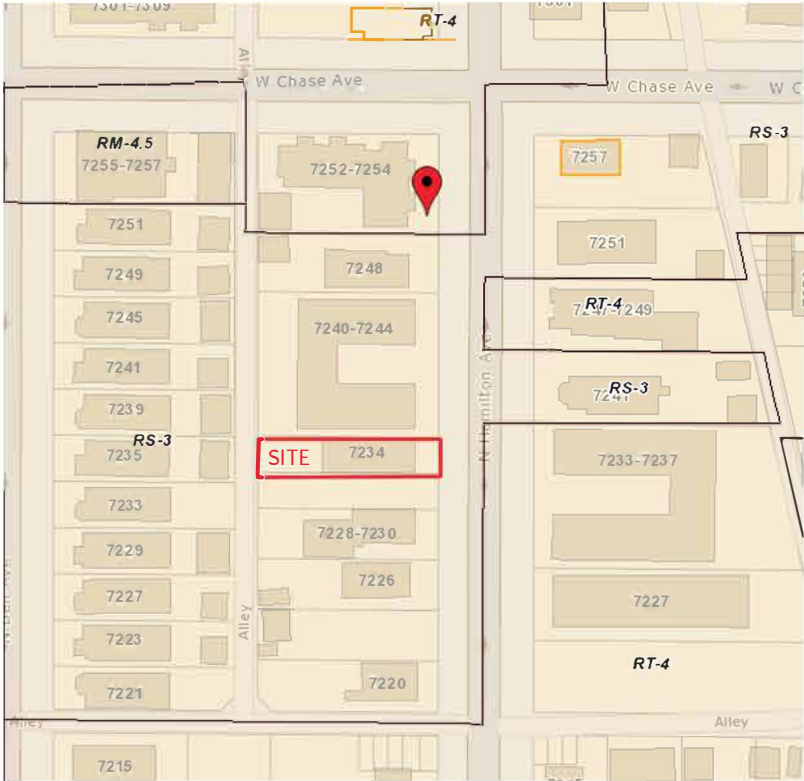 7301-7309
RT-4
Alley
W Chase Ave
W Chase Ave
W C
RM-4.5
7255-7257
7252-7254
7257
RS-3
7251
7251
7249
7248
RT-4
7245
7240-7244
7241
RS-3
7239
N Hamilton Ave
RS-3
7235
SITE
7234
7233-7237
7233
7228-7230
7229
7226
7227
7227
Alley
7223
RT-4
7221
7220
Alley
Alley
7215